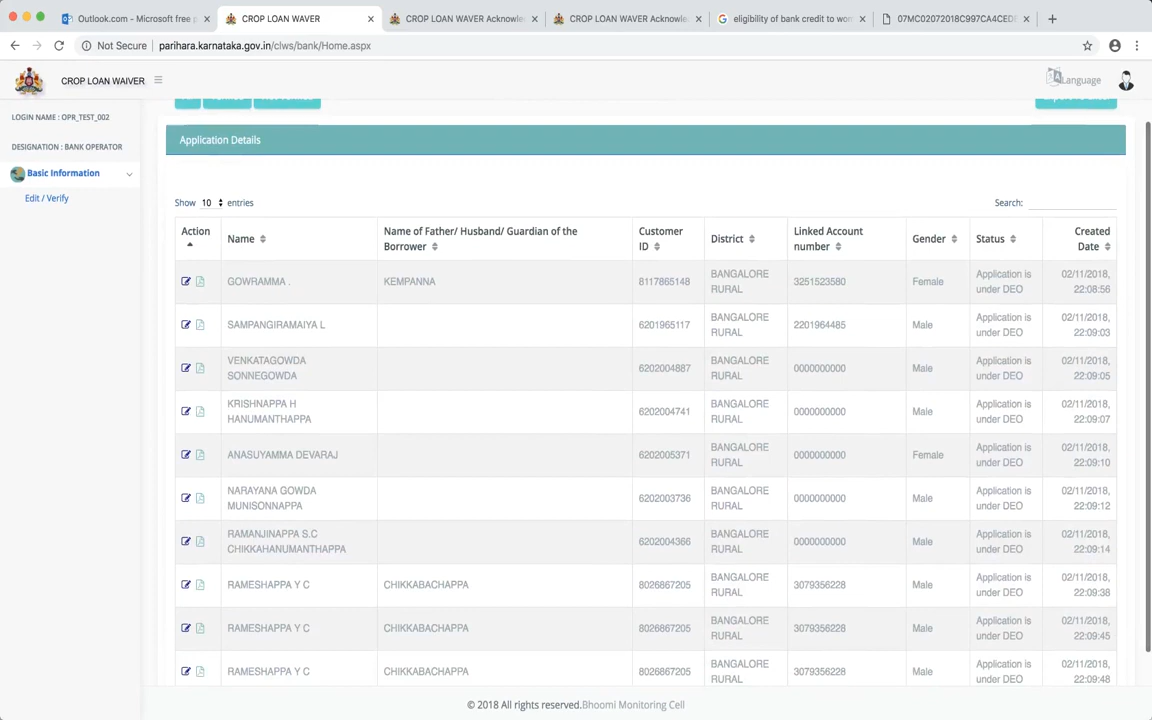 Outlook.com - Microsoft free p
CROP LOAN WAVER
CROP LOAN WAVER Acknowle
CROP LOAN WAVER Acknowle
eligibility of bank credit to wom
07MC02072018C997CA4CED
Not Secure
parihara.karnataka.gov.in/clws/bank/Home.aspx
CROP LOAN WAIVER
Language
LOGIN NAME : OPR_TEST_002
DESIGNATION : BANK OPERATOR
Basic Information
Edit / Verify
Application Details
Show 10 entries
Search:
Action
Name
Name of Father/ Husband/ Guardian of the
Borrower
Customer
ID
District
Linked Account
number
Gender
Status
Created
Date
GOWRAMMA .
KEMPANNA
8117865148
BANGALORE
RURAL
3251523580
Female
Application is
under DEO
02/11/2018,
22:08:56
SAMPANGIRAMAIYA L
6201965117
BANGALORE
RURAL
2201964485
Male
Application is
under DEO
02/11/2018,
22:09:03
VENKATAGOWDA
SONNEGOWDA
6202004887
BANGALORE
RURAL
0000000000
Male
Application is
under DEO
02/11/2018,
22:09:05
KRISHNAPPA H
HANUMANTHAPPA
6202004741
BANGALORE
RURAL
0000000000
Male
Application is
under DEO
02/11/2018,
22:09:07
ANASUYAMMA DEVARAJ
6202005371
BANGALORE
RURAL
0000000000
Female
Application is
under DEO
02/11/2018,
22:09:10
NARAYANA GOWDA
MUNISONNAPPA
6202003736
BANGALORE
RURAL
0000000000
Male
Application is
under DEO
02/11/2018,
22:09:12
RAMANJINAPPA S.C
CHIKKAHANUMANTHAPPA
6202004366
BANGALORE
RURAL
0000000000
Male
Application is
under DEO
02/11/2018,
22:09:14
RAMESHAPPA Y C
CHIKKABACHAPPA
8026867205
BANGALORE
RURAL
3079356228
Male
Application is
under DEO
02/11/2018,
22:09:38
RAMESHAPPA Y C
CHIKKABACHAPPA
8026867205
BANGALORE
RURAL
3079356228
Male
Application is
under DEO
02/11/2018,
22:09:45
RAMESHAPPA Y C
CHIKKABACHAPPA
8026867205
BANGALORE
RURAL
3079356228
Male
Application is
under DEO
02/11/2018,
22:09:48
© 2018 All rights reserved.Bhoomi Monitoring Cell